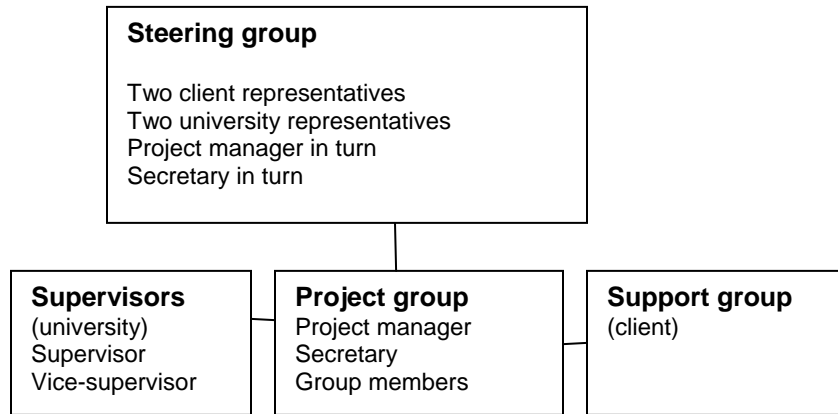 Steering group
Two client representatives
Two university representatives
Project manager in turn
Secretary in turn
Supervisors
(university)
Supervisor
Vice-supervisor
Project group
Project manager
Secretary
Group members
Support group
(client)